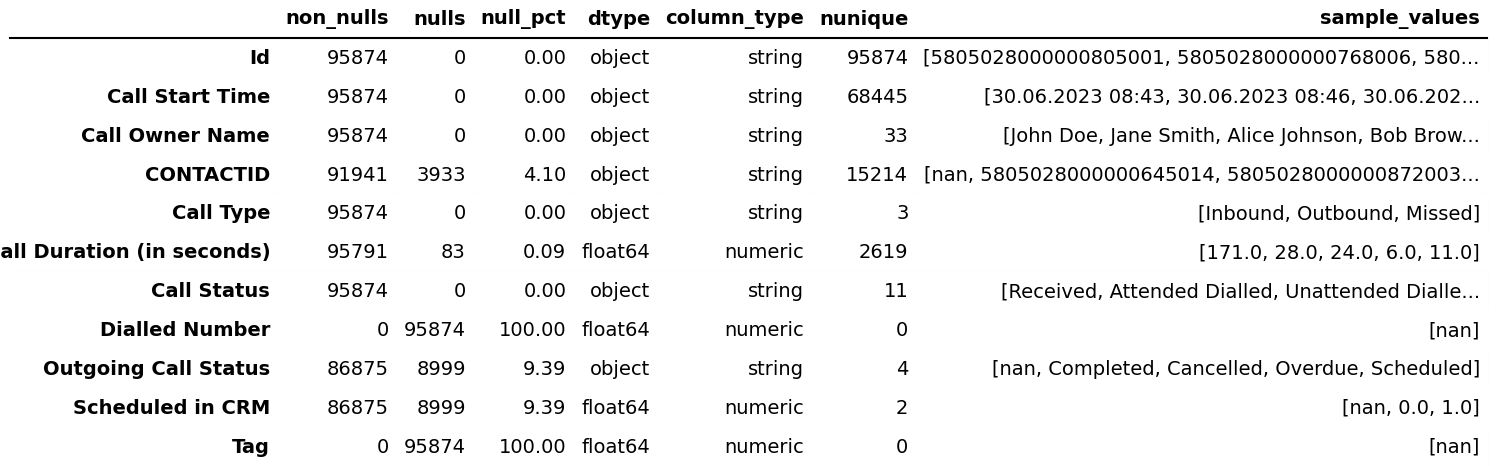 non_nulls nulls null_pct dtype column_type nunique sample_values
Id 95874 0 0.00 object string 95874 [5805028000000805001, 5805028000000768006, 580...
Call Start Time 95874 0 0.00 object string 68445 [30.06.2023 08:43, 30.06.2023 08:46, 30.06.202...
Call Owner Name 95874 0 0.00 object string 33 [John Doe, Jane Smith, Alice Johnson, Bob Brow...
CONTACTID 91941 3933 4.10 object string 15214 [nan, 5805028000000645014, 5805028000000872003...
Call Type 95874 0 0.00 object string 3 [Inbound, Outbound, Missed]
all Duration (in seconds) 95791 83 0.09 float64 numeric 2619 [171.0, 28.0, 24.0, 6.0, 11.0]
Call Status 95874 0 0.00 object string 11 [Received, Attended Dialled, Unattended Dialle...
Dialled Number 0 95874 100.00 float64 numeric 0 [nan]
Outgoing Call Status 86875 8999 9.39 object string 4 [nan, Completed, Cancelled, Overdue, Scheduled]
Scheduled in CRM 86875 8999 9.39 float64 numeric 2 [nan, 0.0, 1.0]
Tag 0 95874 100.00 float64 numeric 0 [nan]